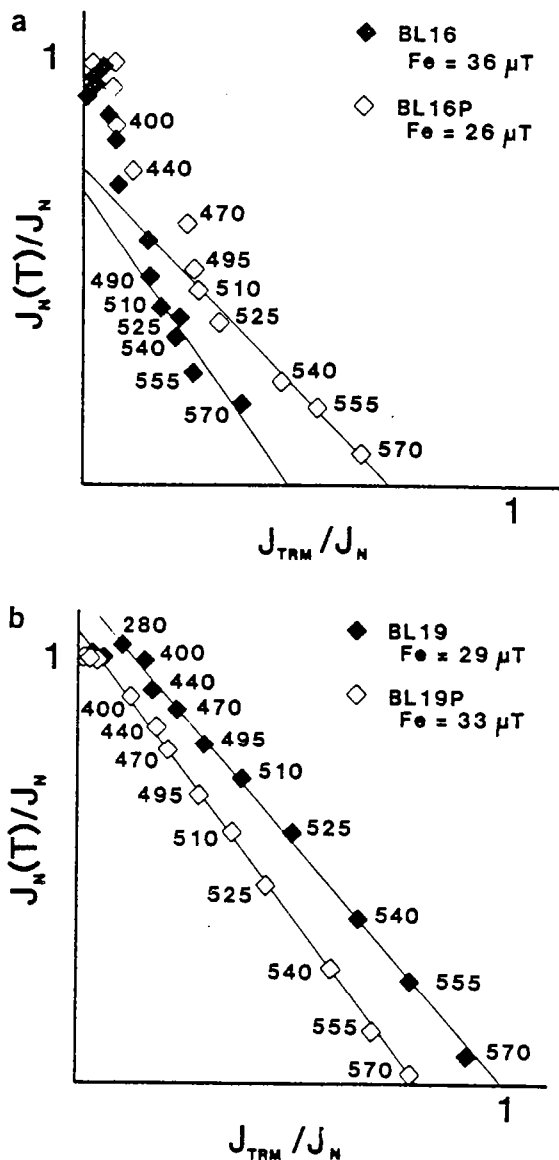 a
1
BL16
Fe = 36 µT
BL16P
Fe = 26 µT
400
440
470
495
490
510
510
525
525
540
540
555
555
570
570
J_N(T)/J_N
1
J_TRM/J_N
b
280
1
400
BL19
Fe = 29 µT
BL19P
Fe = 33 µT
440
400
470
440
470
495
495
510
510
525
525
540
540
555
555
570
570
J_N(T)/J_N
1
J_TRM/J_N